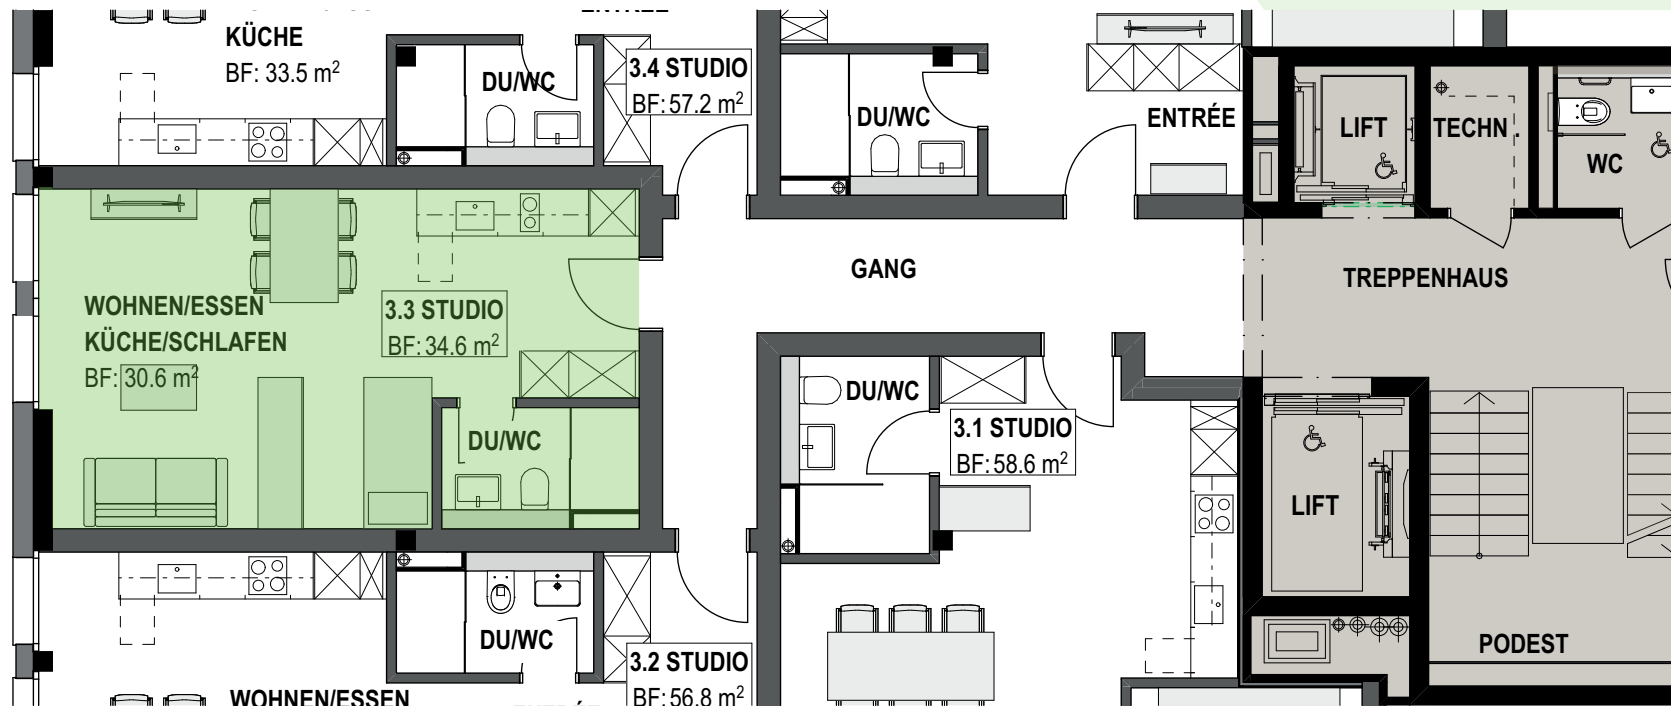 ENTRÉE
KÜCHE
BF: 33.5 m²
DU/WC
3.4 STUDIO
BF: 57.2 m²
DU/WC
ENTRÉE
LIFT
TECHN.
WC
GANG
TREPPENHAUS
WOHNEN/ESSEN
KÜCHE/SCHLAFEN
BF: 30.6 m²
3.3 STUDIO
BF: 34.6 m²
DU/WC
DU/WC
3.1 STUDIO
BF: 58.6 m²
LIFT
DU/WC
3.2 STUDIO
BF: 56.8 m²
PODEST
WOHNEN/ESSEN
ENTRÉE